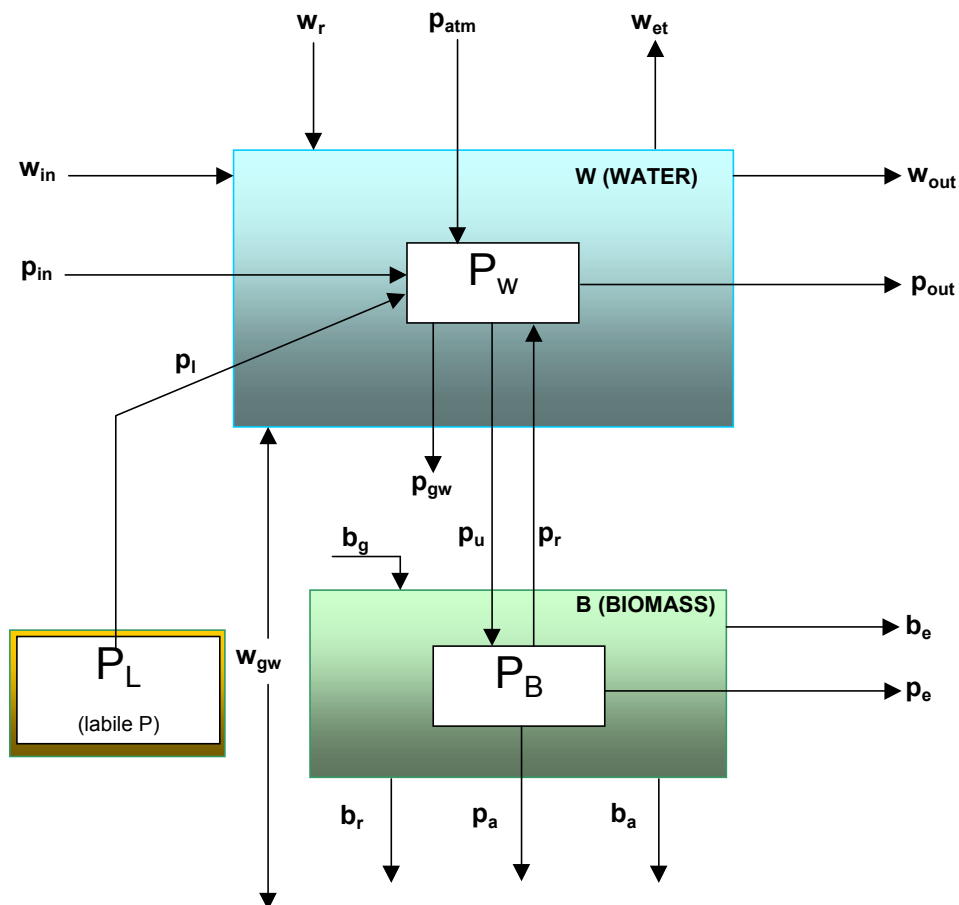 w_r
p_atm
w_et
w_in
W (WATER)
w_out
p_in
P_w
p_out
p_l
p_gw
p_u
p_r
b_g
B (BIOMASS)
b_e
P_L
(labile P)
w_gw
P_B
p_e
b_r
p_a
b_a